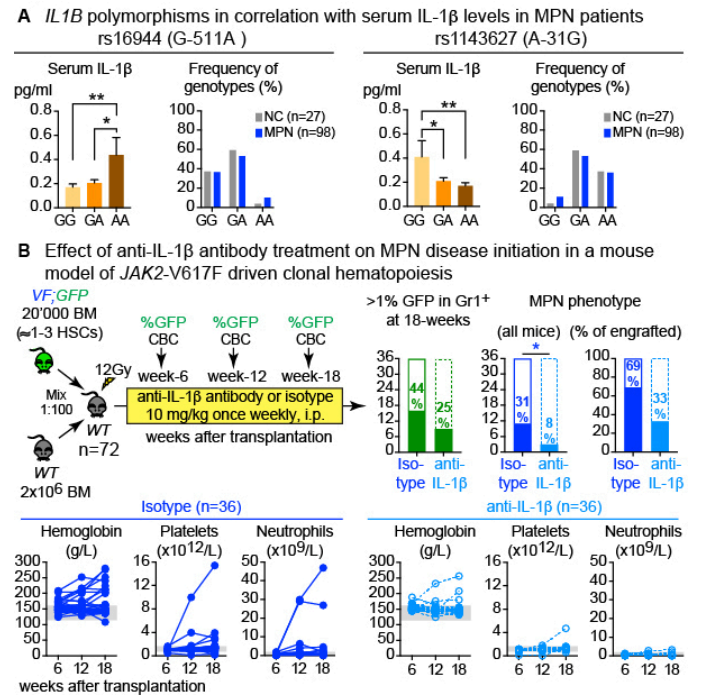 A IL1B polymorphisms in correlation with serum IL-1β levels in MPN patients
rs16944 (G-511A )
rs1143627 (A-31G)
Serum IL-1β
pg/ml
0.8
0.6
0.4
0.2
0.0
**
*
GG GA AA
Frequency of
genotypes (%)
100
80
60
40
20
0
NC (n=27)
MPN (n=98)
GG GA AA
Serum IL-1β
pg/ml
0.8
0.6
0.4
0.2
0.0
**
*
GG GA AA
Frequency of
genotypes (%)
100
80
60
40
20
0
NC (n=27)
MPN (n=98)
GG GA AA
B Effect of anti-IL-1β antibody treatment on MPN disease initiation in a mouse
model of JAK2-V617F driven clonal hematopoiesis
VF;GFP
20'000 BM
(≈1-3 HSCs)
Mix
1:100
12Gy
WT
n=72
WT
2x10⁶ BM
%GFP %GFP %GFP
CBC CBC CBC
week-6 week-12 week-18
anti-IL-1β antibody or isotype
10 mg/kg once weekly, i.p.
weeks after transplantation
>1% GFP in Gr1⁺
at 18-weeks
36
30
24
18
12
6
0
44
%
25
%
Iso-
type
anti-
IL-1β
MPN phenotype
(all mice)
*
36
30
24
18
12
6
0
31
%
8
%
Iso-
type
anti-
IL-1β
(% of engrafted)
100
80
60
40
20
0
69
%
33
%
Iso-
type
anti-
IL-1β
Isotype (n=36)
Hemoglobin
(g/L)
300
250
200
150
100
50
0
6 12 18
Platelets
(x10¹²/L)
16
12
8
4
0
6 12 18
Neutrophils
(x10⁹/L)
50
40
30
20
10
0
6 12 18
weeks after transplantation
anti-IL-1β (n=36)
Hemoglobin
(g/L)
300
250
200
150
100
50
0
6 12 18
Platelets
(x10¹²/L)
16
12
8
4
0
6 12 18
Neutrophils
(x10⁹/L)
50
40
30
20
10
0
6 12 18